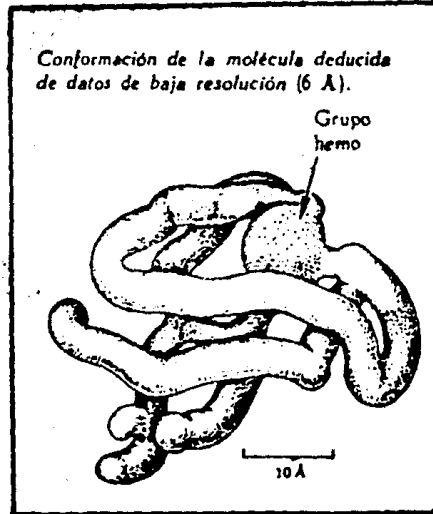 Conformación de la molécula deducida
de datos de baja resolución (6 Å).
Grupo
hemo
10 Å